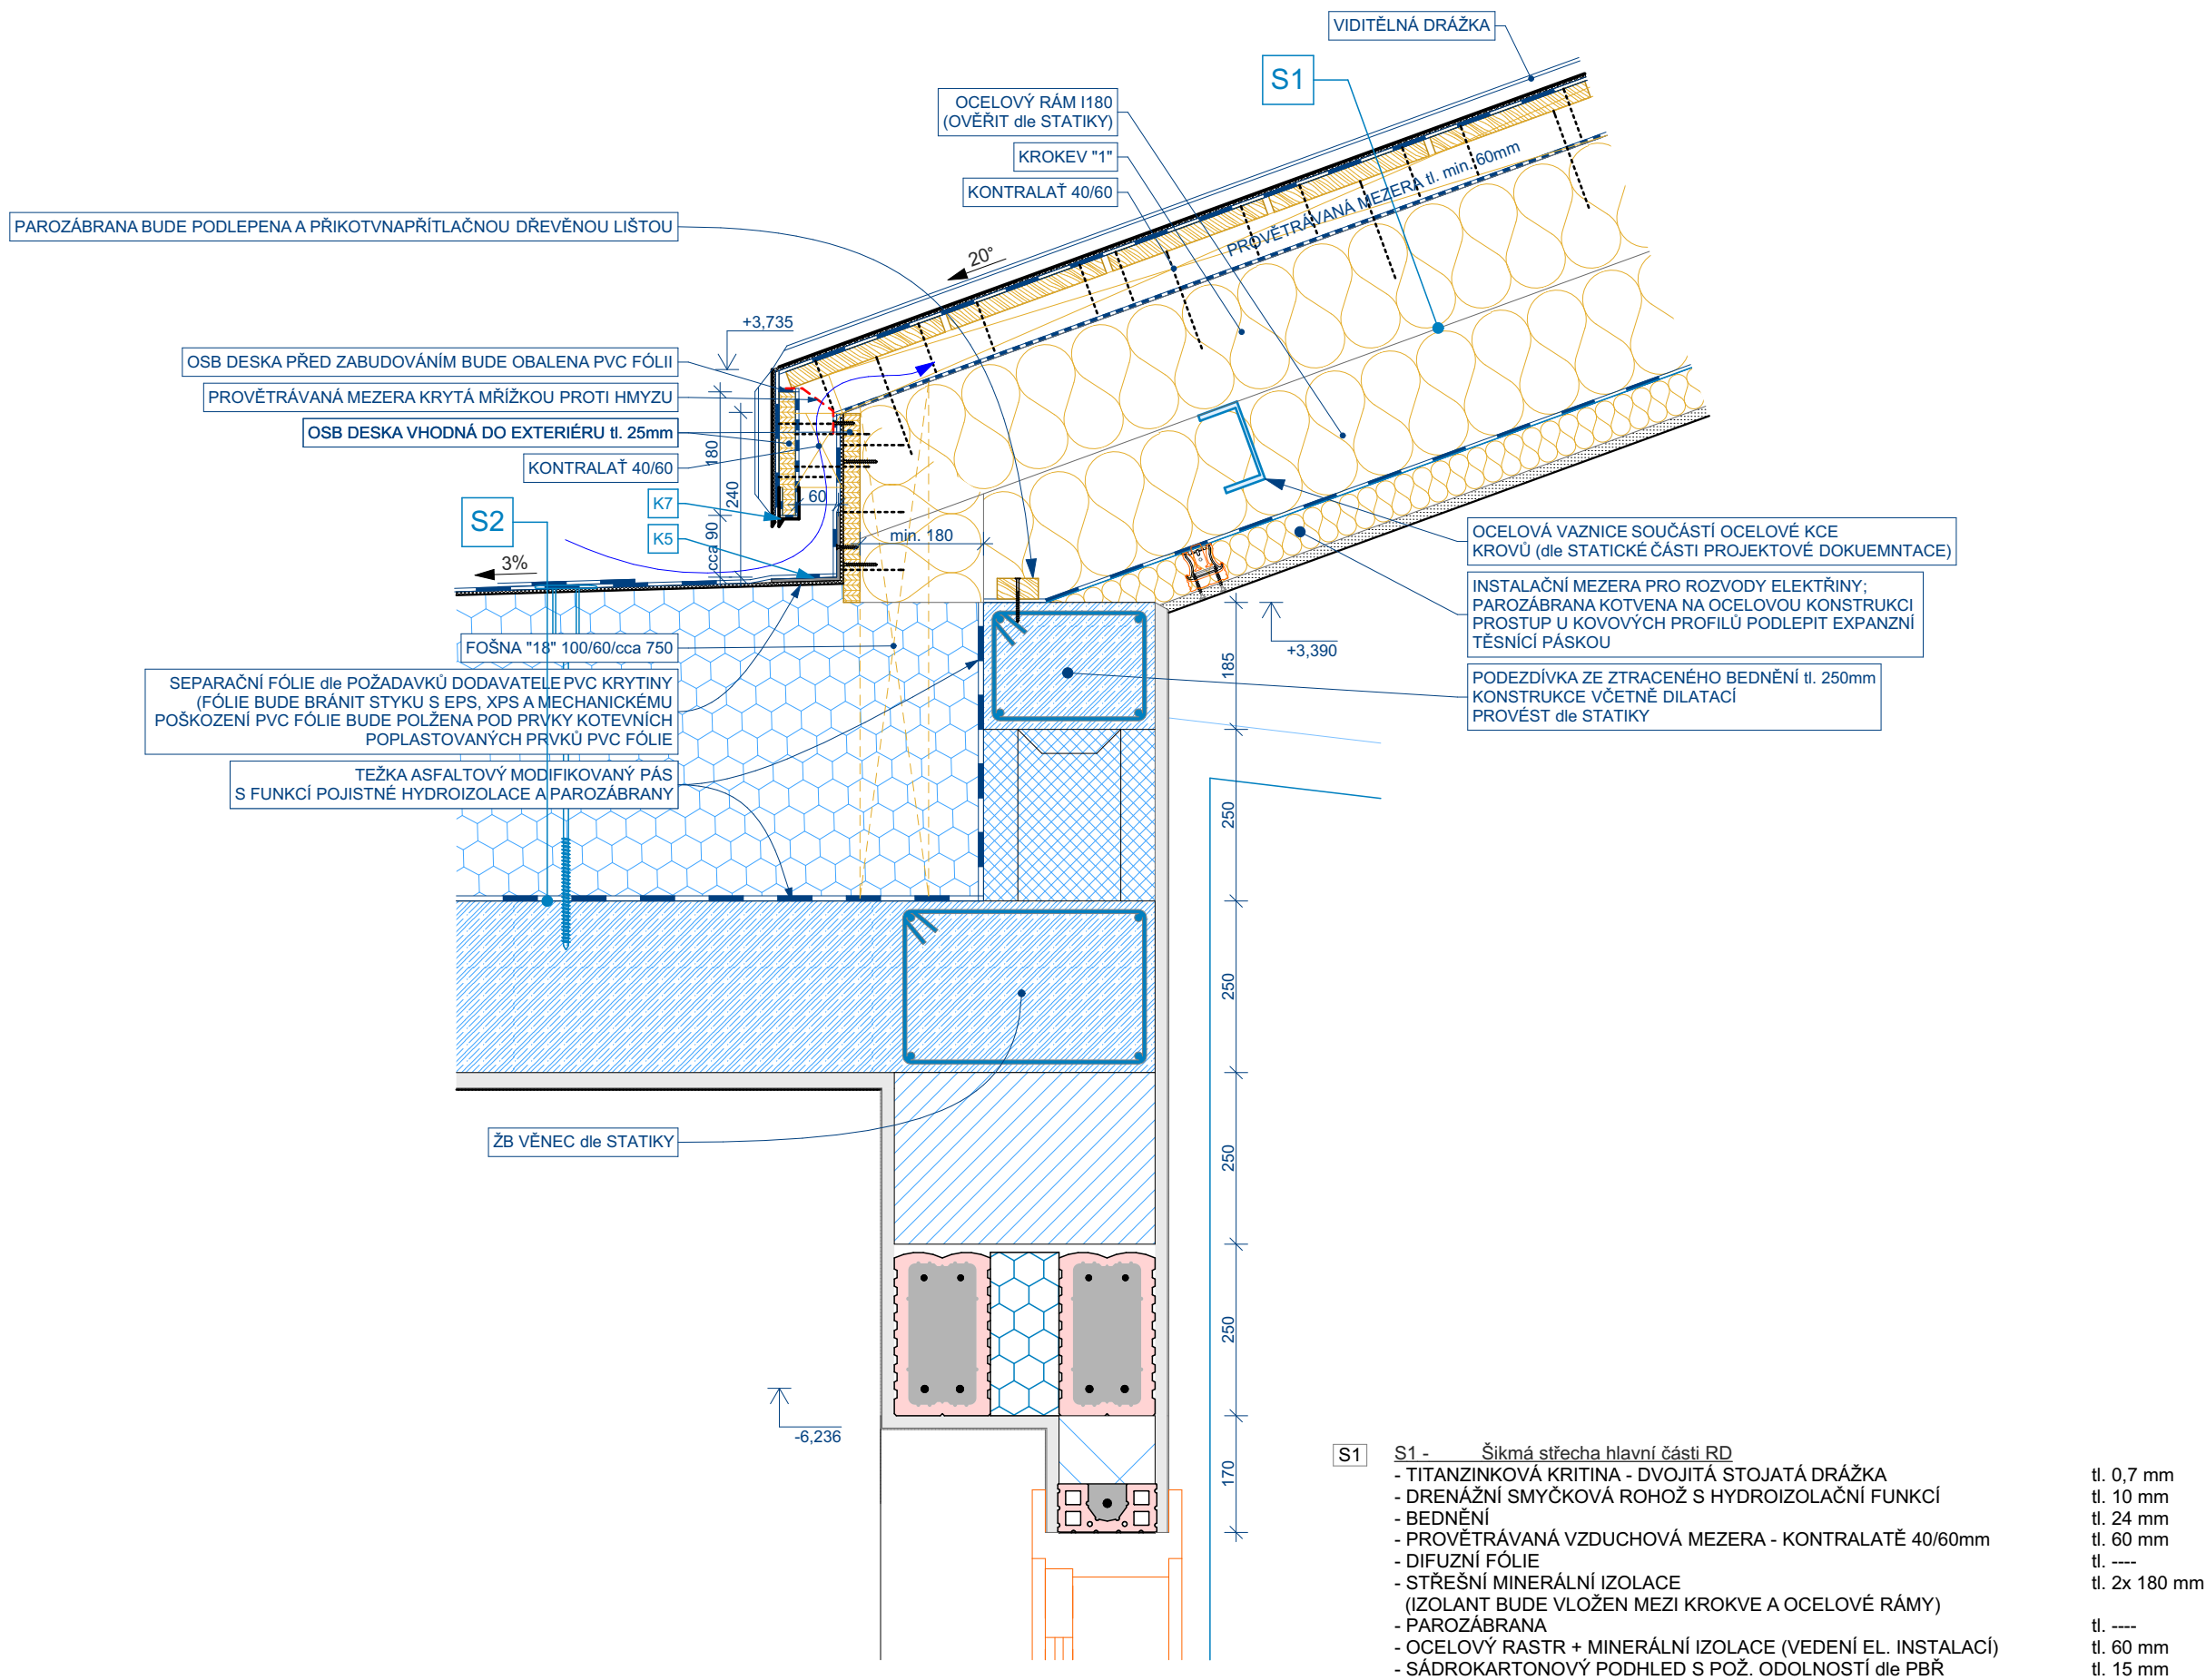 VIDITĚLNÁ DRÁŽKA
S1
OCELOVÝ RÁM I180
(OVĚŘIT dle STATIKY)
KROKEV "1"
KONTRALAŤ 40/60
PROVĚTRÁVANÁ MEZERA tl. min. 60mm
PAROZÁBRANA BUDE PODLEPENA A PŘIKOTVNAPŘÍTLAČNOU DŘEVĚNOU LIŠTOU
20°
+3,735
OSB DESKA PŘED ZABUDOVÁNÍM BUDE OBALENA PVC FÓLII
PROVĚTRÁVANÁ MEZERA KRYTÁ MŘÍŽKOU PROTI HMYZU
OSB DESKA VHODNÁ DO EXTERIÉRU tl. 25mm
KONTRALAŤ 40/60
180
240
cca 90
60
K7
K5
S2
3%
min. 180
OCELOVÁ VAZNICE SOUČÁSTÍ OCELOVÉ KCE
KROVŮ (dle STATICKÉ ČÁSTI PROJEKTOVÉ DOKUEMNTACE)
INSTALAČNÍ MEZERA PRO ROZVODY ELEKTŘINY;
PAROZÁBRANA KOTVENA NA OCELOVOU KONSTRUKCI
PROSTUP U KOVOVÝCH PROFILŮ PODLEPIT EXPANZNÍ
TĚSNÍCÍ PÁSKOU
+3,390
PODEZDÍVKA ZE ZTRACENÉHO BEDNĚNÍ tl. 250mm
KONSTRUKCE VČETNĚ DILATACÍ
PROVÉST dle STATIKY
FOŠNA "18" 100/60/cca 750
SEPARAČNÍ FÓLIE dle POŽADAVKŮ DODAVATELE PVC KRYTINY
(FÓLIE BUDE BRÁNIT STYKU S EPS, XPS A MECHANICKÉMU
POŠKOZENÍ PVC FÓLIE BUDE POLŽENA POD PRVKY KOTEVNÍCH
POPLASTOVANÝCH PRVKŮ PVC FÓLIE
TEŽKA ASFALTOVÝ MODIFIKOVANÝ PÁS
S FUNKCÍ POJISTNÉ HYDROIZOLACE A PAROZÁBRANY
185
250
250
250
250
170
ŽB VĚNEC dle STATIKY
-6,236
S1
S1 - Šikmá střecha hlavní části RD
- TITANZINKOVÁ KRITINA - DVOJITÁ STOJATÁ DRÁŽKA tl. 0,7 mm
- DRENÁŽNÍ SMYČKOVÁ ROHOŽ S HYDROIZOLAČNÍ FUNKCÍ tl. 10 mm
- BEDNĚNÍ tl. 24 mm
- PROVĚTRÁVANÁ VZDUCHOVÁ MEZERA - KONTRALATĚ 40/60mm tl. 60 mm
- DIFUZNÍ FÓLIE tl. ----
- STŘEŠNÍ MINERÁLNÍ IZOLACE tl. 2x 180 mm
(IZOLANT BUDE VLOŽEN MEZI KROKVE A OCELOVÉ RÁMY)
- PAROZÁBRANA tl. ----
- OCELOVÝ RASTR + MINERÁLNÍ IZOLACE (VEDENÍ EL. INSTALACÍ) tl. 60 mm
- SÁDROKARTONOVÝ PODHLED S POŽ. ODOLNOSTÍ dle PBŘ tl. 15 mm